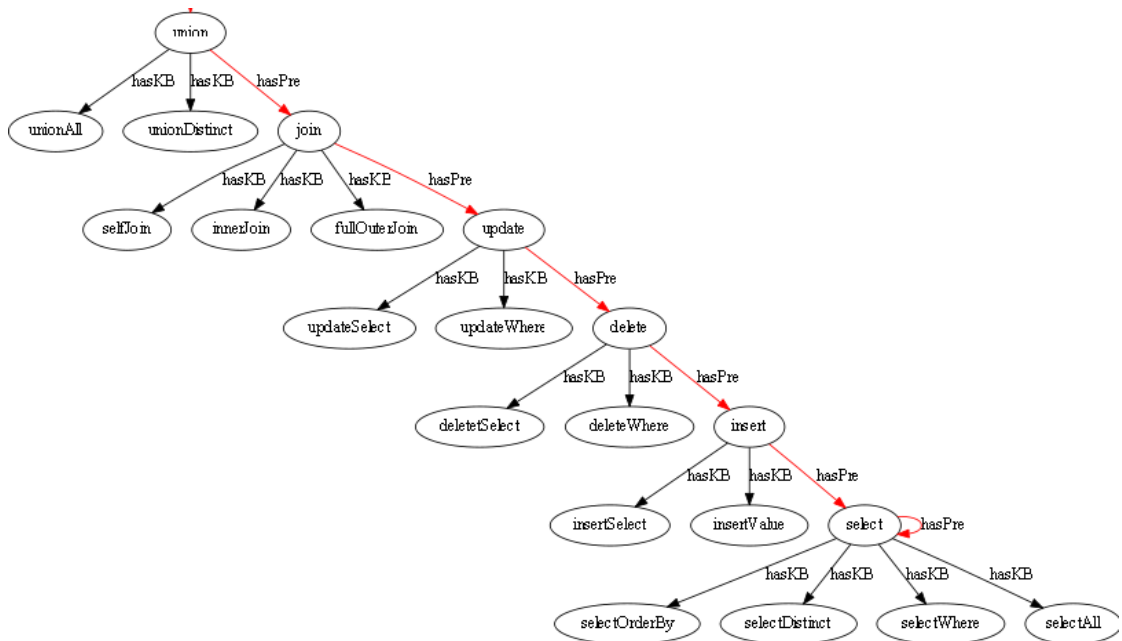 union
hasKB hasKB hasPre
unionAll unionDistinct join
hasKB hasKB hasKB hasPre
selfJoin innerJoin fullOuterJoin update
hasKB hasKB hasPre
updateSelect updateWhere delete
hasKB hasKB hasPre
deletetSelect deleteWhere insert
hasKB hasKB hasPre
insertSelect insertValue select hasPre
hasKB hasKB hasKB hasKB
selectOrderBy selectDistinct selectWhere selectAll